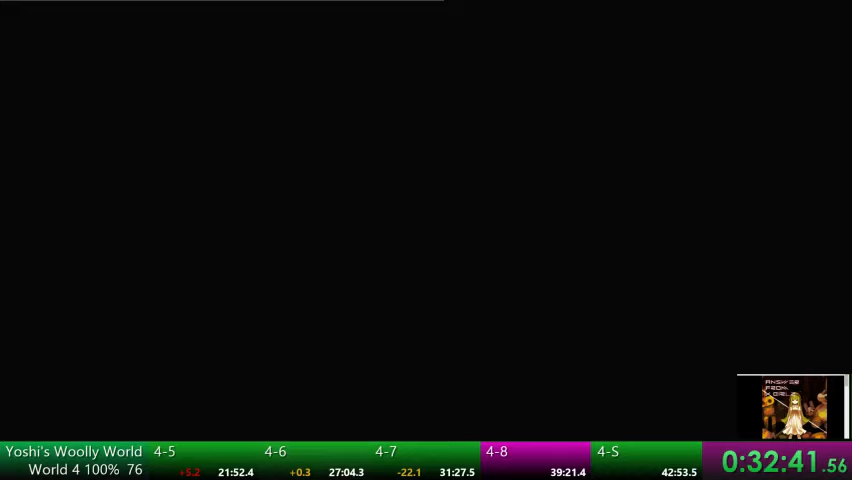 ANSWER
FROM
Yoshi's Woolly World
World 4 100% 76
4-5
+5.2 21:52.4
4-6
+0.3 27:04.3
4-7
-22.1 31:27.5
4-8
39:21.4
4-S
42:53.5
0:32:41.56